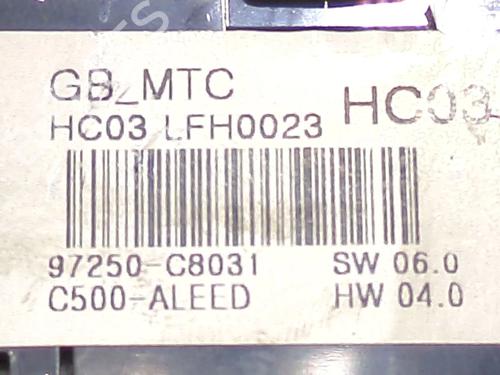 GB_MTC
HC03 LFH0023
HC03
97250-C8031 SW 06.0
C500-ALEED HW 04.0